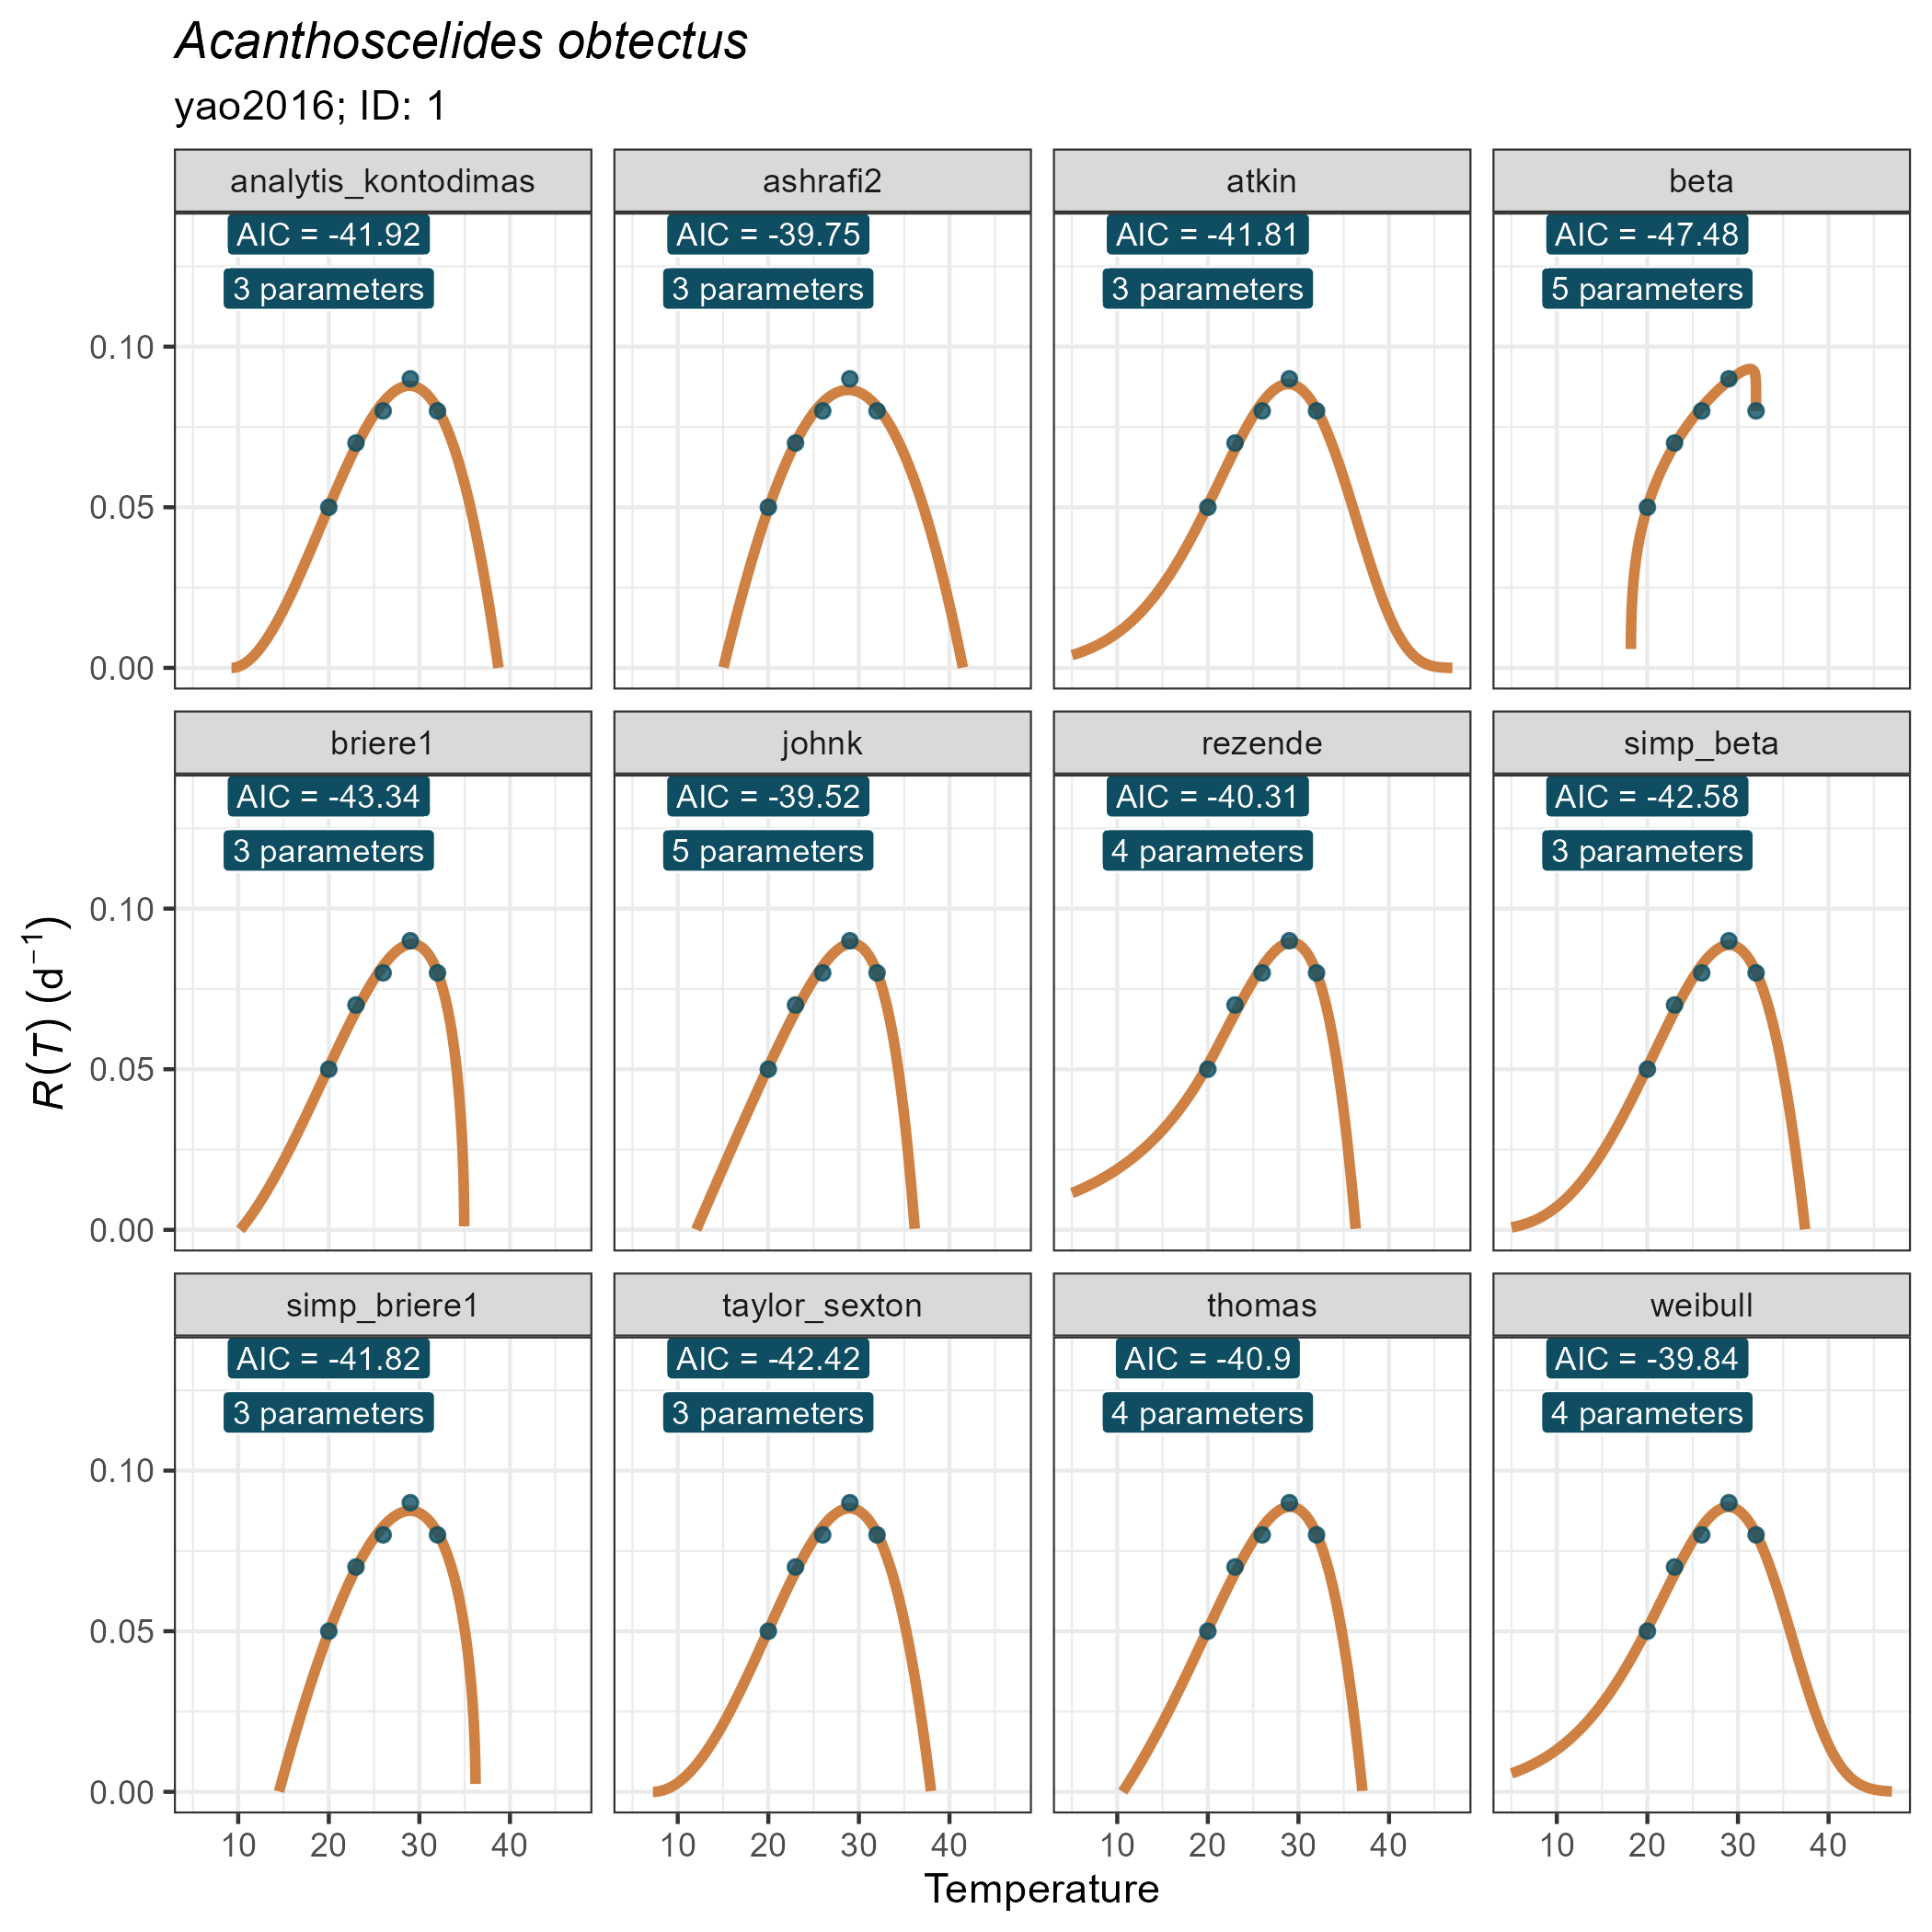 Acanthoscelides obtectus
yao2016; ID: 1
analytis_kontodimas ashrafi2 atkin beta
AIC = -41.92 AIC = -39.75 AIC = -41.81 AIC = -47.48
3 parameters 3 parameters 3 parameters 5 parameters
0.10
0.05
0.00
briere1 johnk rezende simp_beta
AIC = -43.34 AIC = -39.52 AIC = -40.31 AIC = -42.58
3 parameters 5 parameters 4 parameters 3 parameters
0.10
0.05
0.00
R(T) (d⁻¹)
simp_briere1 taylor_sexton thomas weibull
AIC = -41.82 AIC = -42.42 AIC = -40.9 AIC = -39.84
3 parameters 3 parameters 4 parameters 4 parameters
0.10
0.05
0.00
10 20 30 40 10 20 30 40 10 20 30 40 10 20 30 40
Temperature